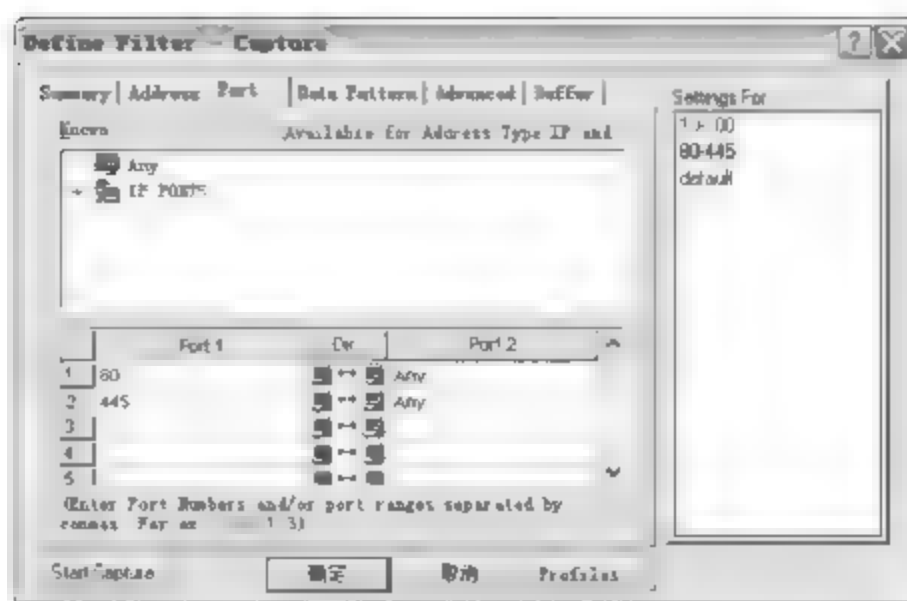 Define Filter - Capture
Summary Address Port Data Pattern Advanced Buffer
Known Available for Address Type IP and
Any
IP PORTS
Port 1 Dir Port 2
1 80 Any
2 445 Any
3
4
5
(Enter Port Numbers and/or port ranges separated by
commas For ex 1 3)
Start Capture 确定 取消 Profiles
Settings For
80-445
default